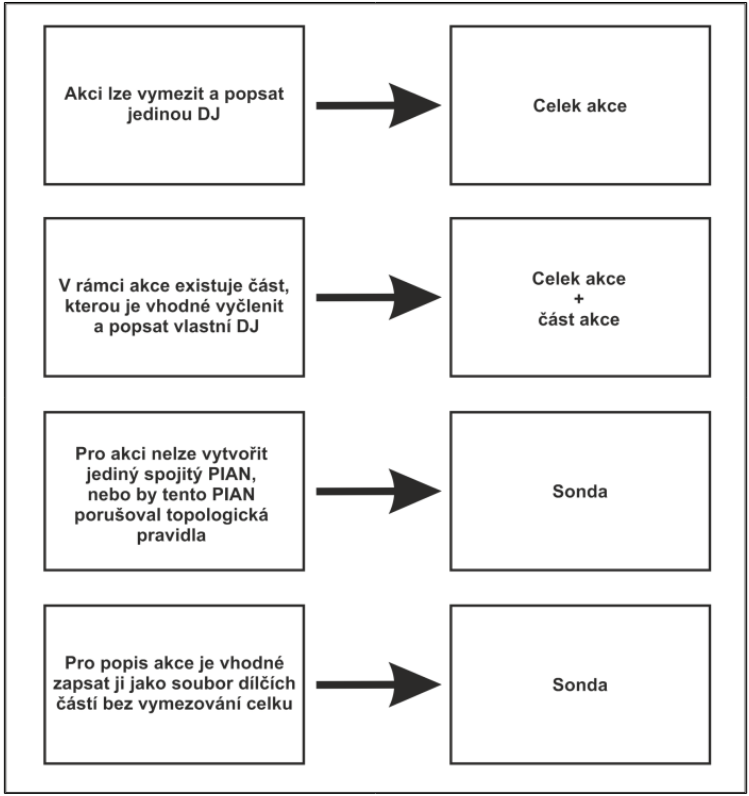 Akci lze vymezit a popsat
jedinou DJ
Celek akce
V rámci akce existuje část,
kterou je vhodné vyčlenit
a popsat vlastní DJ
Celek akce
+
část akce
Pro akci nelze vytvořit
jediný spojitý PIAN,
nebo by tento PIAN
porušoval topologická
pravidla
Sonda
Pro popis akce je vhodné
zapsat ji jako soubor dílčích
částí bez vymezování celku
Sonda